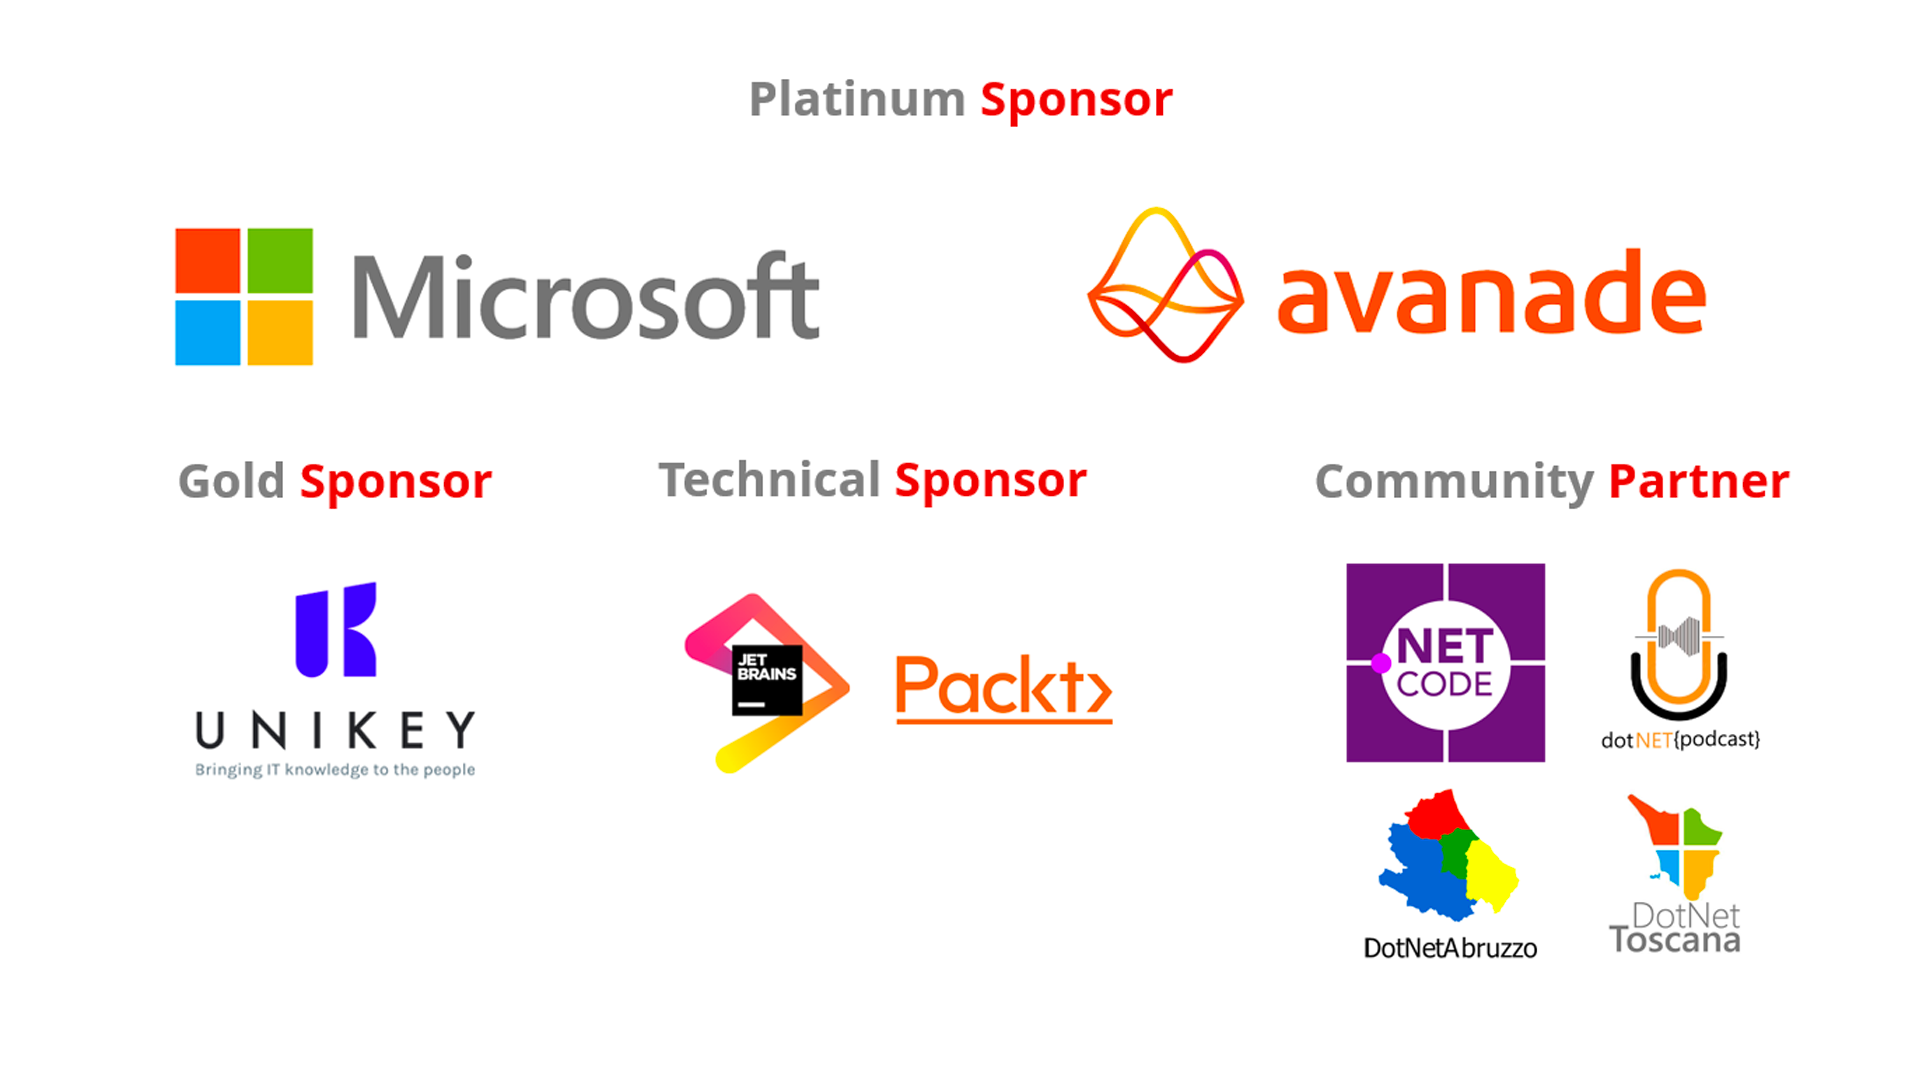 Platinum Sponsor
Microsoft
avanade
Gold Sponsor
Technical Sponsor
Community Partner
UNIKEY
Bringing IT knowledge to the people
JET
BRAINS
Packt
NET
CODE
dotNET{podcast}
DotNetAbruzzo
DotNet
Toscana